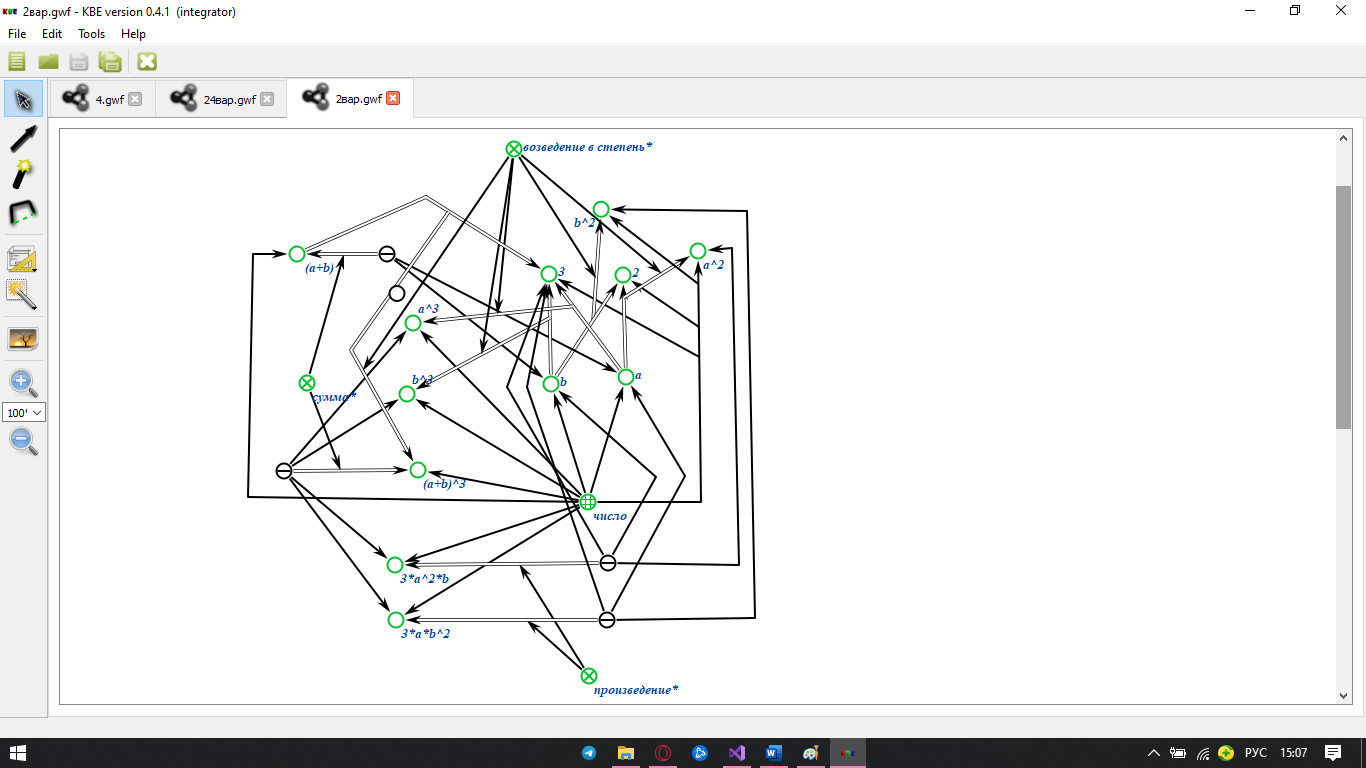 KBE 2вар.gwf - KBE version 0.4.1 (integrator)
File Edit Tools Help
4.gwf 24вар.gwf 2вар.gwf
возведение в степень*
b^2
(a+b)
3
2
a^2
a^3
b^3
b
a
сумма*
100'
(a+b)^3
число
3*a^2*b
3*a*b^2
произведение*
РУС 15:07